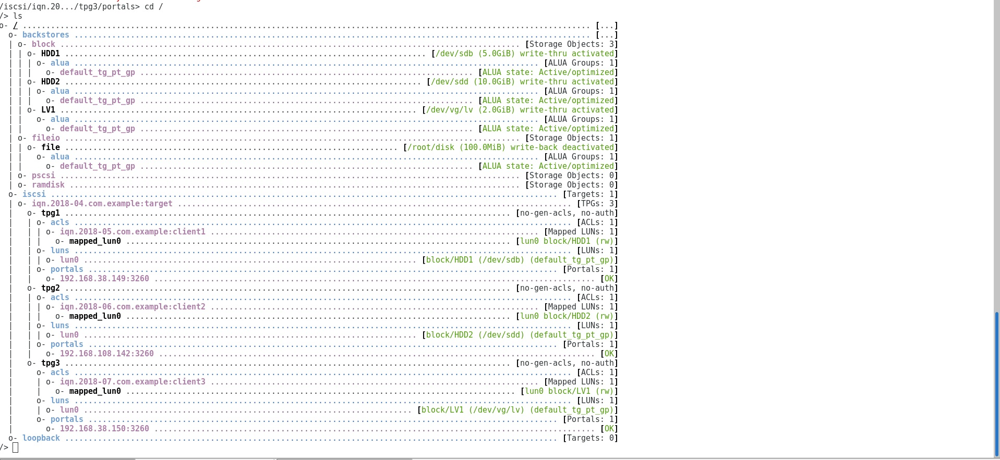 /iscsi/iqn.20.../tpg3/portals> cd /
/> ls
o- / ......................................................................................................................... [...]
  o- backstores .............................................................................................................. [...]
  | o- block .................................................................................................. [Storage Objects: 3]
  | | o- HDD1 ............................................................................. [/dev/sdb (5.0GiB) write-thru activated]
  | | | o- alua ................................................................................................... [ALUA Groups: 1]
  | | |   o- default_tg_pt_gp ....................................................................... [ALUA state: Active/optimized]
  | | o- HDD2 ............................................................................ [/dev/sdd (10.0GiB) write-thru activated]
  | | | o- alua ................................................................................................... [ALUA Groups: 1]
  | | |   o- default_tg_pt_gp ....................................................................... [ALUA state: Active/optimized]
  | | o- LV1 ............................................................................ [/dev/vg/lv (2.0GiB) write-thru activated]
  | |   o- alua ................................................................................................... [ALUA Groups: 1]
  | |     o- default_tg_pt_gp ....................................................................... [ALUA state: Active/optimized]
  | o- fileio ................................................................................................. [Storage Objects: 1]
  | | o- file ....................................................................... [/root/disk (100.0MiB) write-back deactivated]
  | |   o- alua ................................................................................................... [ALUA Groups: 1]
  | |     o- default_tg_pt_gp ....................................................................... [ALUA state: Active/optimized]
  | o- pscsi .................................................................................................. [Storage Objects: 0]
  | o- ramdisk ................................................................................................ [Storage Objects: 0]
  o- iscsi ............................................................................................................ [Targets: 1]
  | o- iqn.2018-04.com.example:target .................................................................................... [TPGs: 3]
  |   o- tpg1 ............................................................................................... [no-gen-acls, no-auth]
  |   | o- acls .......................................................................................................... [ACLs: 1]
  |   | | o- iqn.2018-05.com.example:client1 ...................................................................... [Mapped LUNs: 1]
  |   | |   o- mapped_lun0 .................................................................................. [lun0 block/HDD1 (rw)]
  |   | o- luns .......................................................................................................... [LUNs: 1]
  |   | | o- lun0 ....................................................................... [block/HDD1 (/dev/sdb) (default_tg_pt_gp)]
  |   | o- portals .................................................................................................... [Portals: 1]
  |   |   o- 192.168.38.149:3260 .............................................................................................. [OK]
  |   o- tpg2 ............................................................................................... [no-gen-acls, no-auth]
  |   | o- acls .......................................................................................................... [ACLs: 1]
  |   | | o- iqn.2018-06.com.example:client2 ...................................................................... [Mapped LUNs: 1]
  |   | |   o- mapped_lun0 .................................................................................. [lun0 block/HDD2 (rw)]
  |   | o- luns .......................................................................................................... [LUNs: 1]
  |   | | o- lun0 ....................................................................... [block/HDD2 (/dev/sdd) (default_tg_pt_gp)]
  |   | o- portals .................................................................................................... [Portals: 1]
  |   |   o- 192.168.108.142:3260 ............................................................................................. [OK]
  |   o- tpg3 ............................................................................................... [no-gen-acls, no-auth]
  |     o- acls .......................................................................................................... [ACLs: 1]
  |     | o- iqn.2018-07.com.example:client3 ...................................................................... [Mapped LUNs: 1]
  |     |   o- mapped_lun0 ................................................................................... [lun0 block/LV1 (rw)]
  |     o- luns .......................................................................................................... [LUNs: 1]
  |     | o- lun0 ...................................................................... [block/LV1 (/dev/vg/lv) (default_tg_pt_gp)]
  |     o- portals .................................................................................................... [Portals: 1]
  |       o- 192.168.38.150:3260 .............................................................................................. [OK]
  o- loopback ......................................................................................................... [Targets: 0]
/>